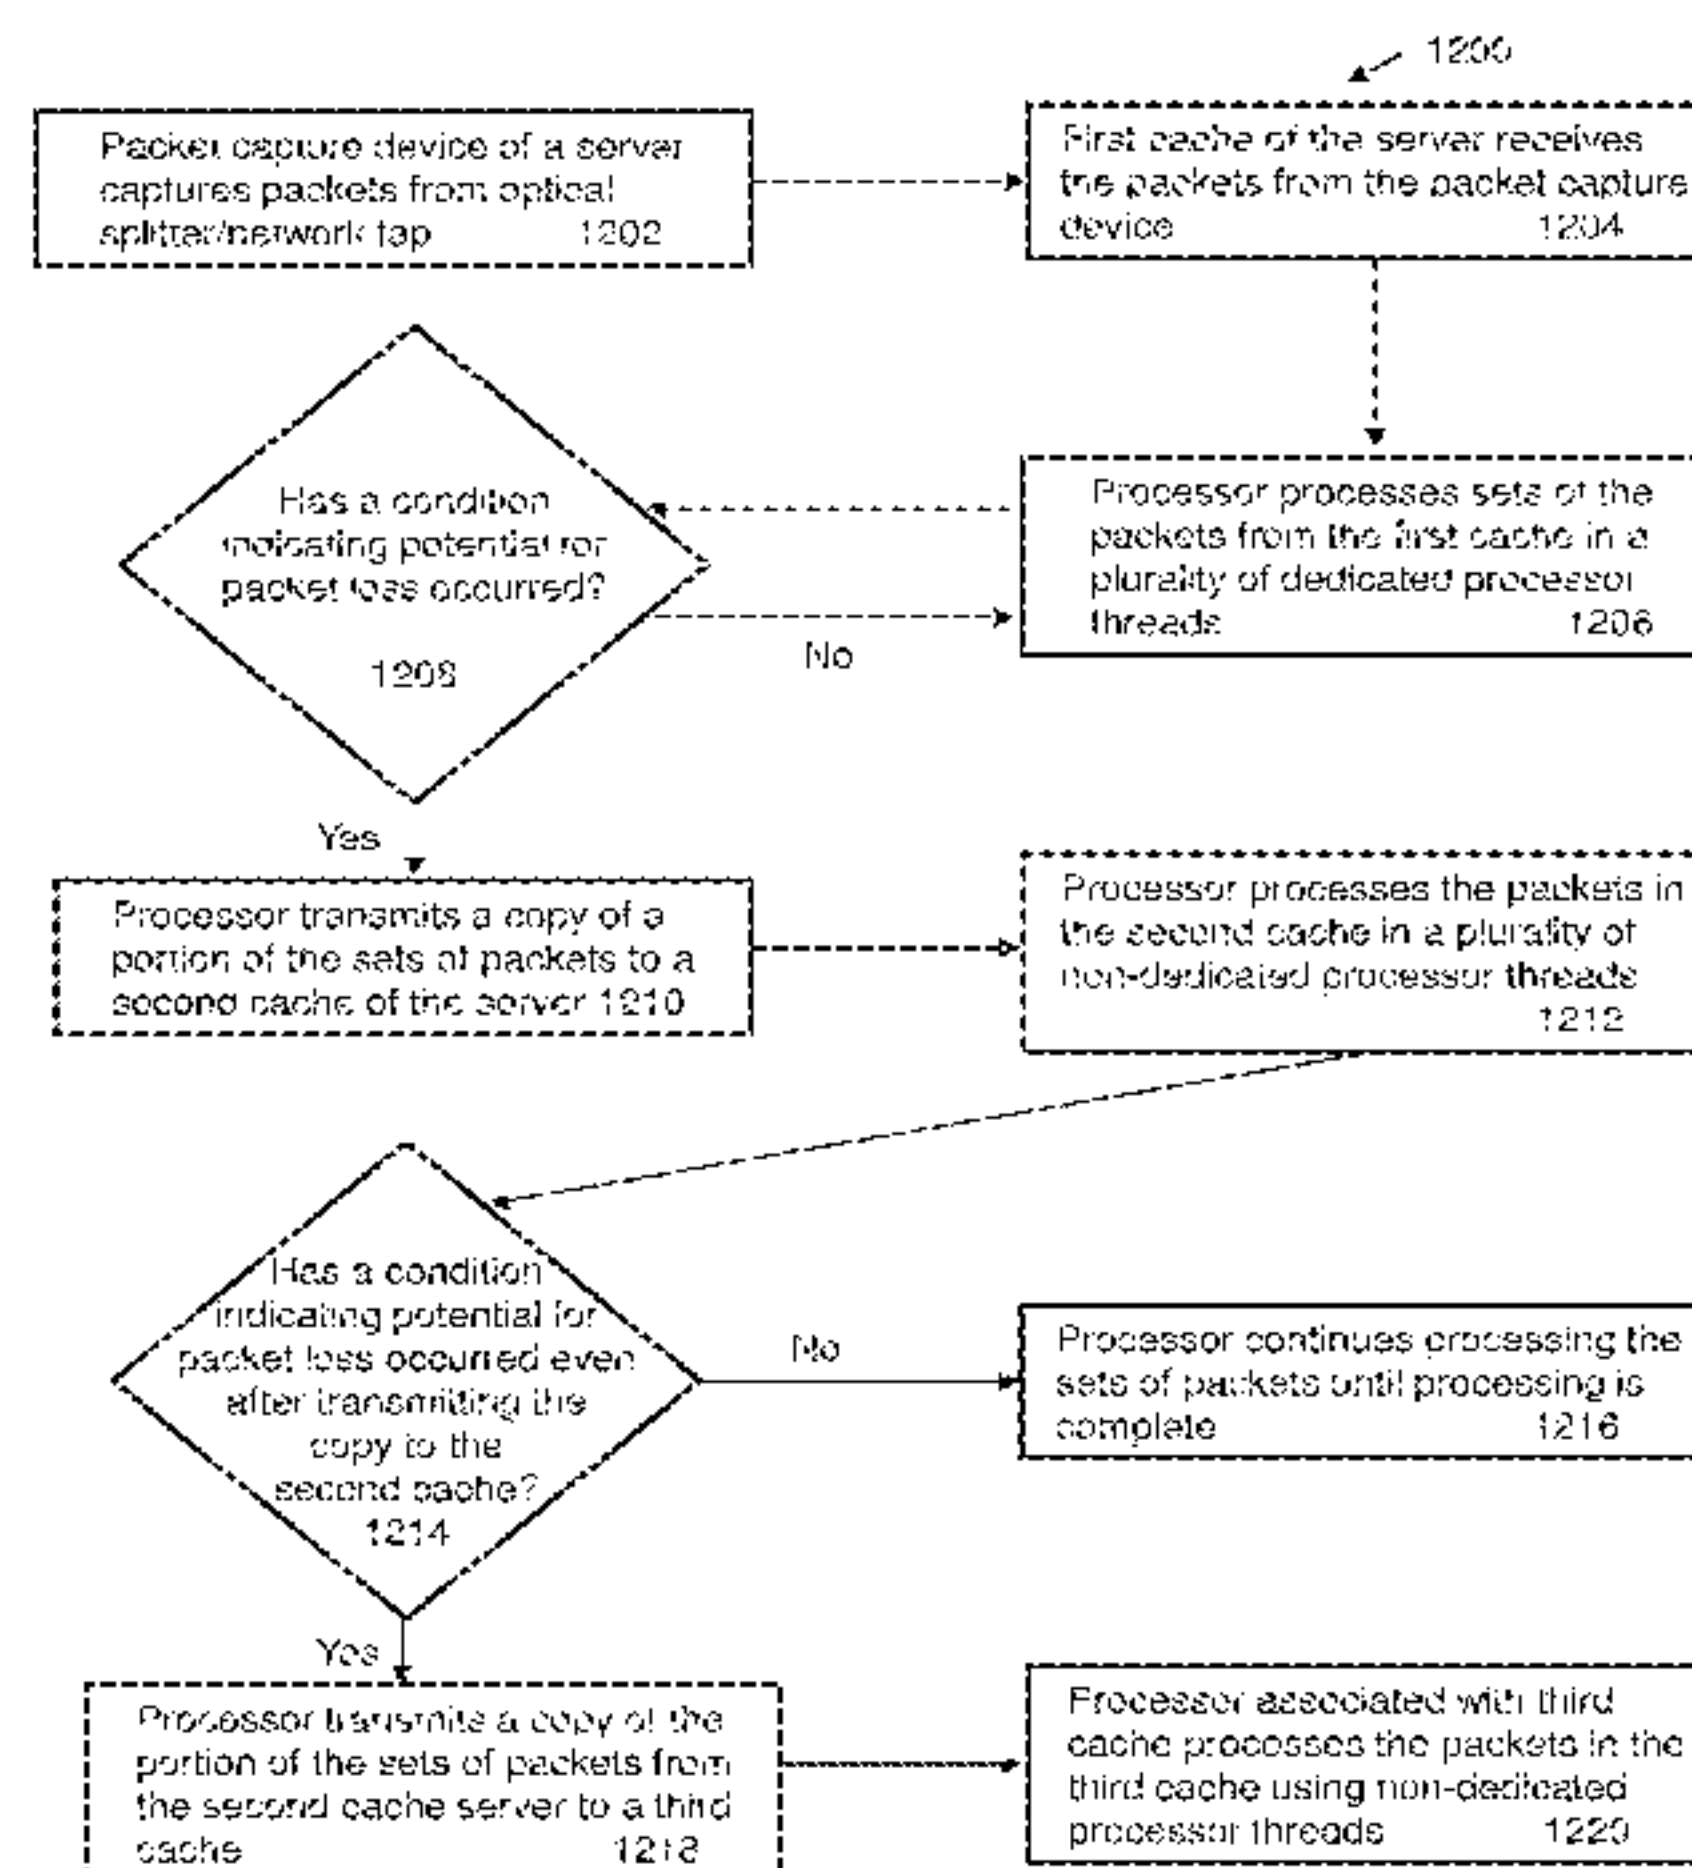 1200
Packet capture device of a server
captures packets from optical
splitter/network tap 1202
First cache of the server receives
the packets from the packet capture
device 1204
Has a condition
indicating potential for
packet loss occurred?
1208
Processor processes sets of the
packets from the first cache in a
plurality of dedicated processor
threads 1206
No
Yes
Processor transmits a copy of a
portion of the sets of packets to a
second cache of the server 1210
Processor processes the packets in
the second cache in a plurality of
non-dedicated processor threads
1212
Has a condition
indicating potential for
packet loss occurred even
after transmitting the
copy to the
second cache?
1214
No
Processor continues processing the
sets of packets until processing is
complete 1216
Yes
Processor transmits a copy of the
portion of the sets of packets from
the second cache server to a third
cache 1218
Processor associated with third
cache processes the packets in the
third cache using non-dedicated
processor threads 1220